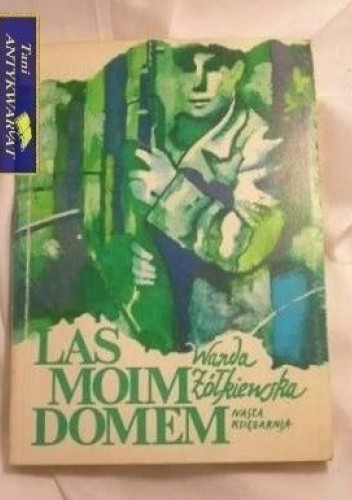 Tani
ANTYKWARIAT
LAS
MOIM
DOMEM
Wanda
Żółkiewska
NASZA
KSIĘGARNIA